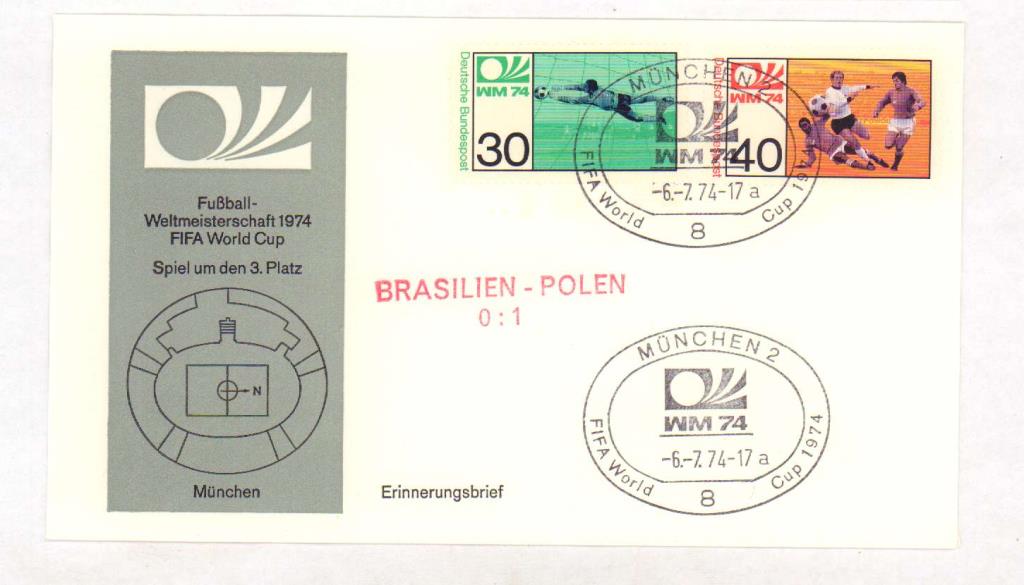 Fußball-
Weltmeisterschaft 1974
FIFA World Cup
Spiel um den 3. Platz
N
München
Deutsche Bundespost
WM 74
30
Deutsche Bundespost
WM 74
40
MÜNCHEN 2
WM 74
-6.-7.74-17 a
FIFA World Cup 197
8
BRASILIEN - POLEN
0:1
MÜNCHEN 2
WM 74
-6.-7.74-17 a
FIFA World Cup 1974
8
Erinnerungsbrief